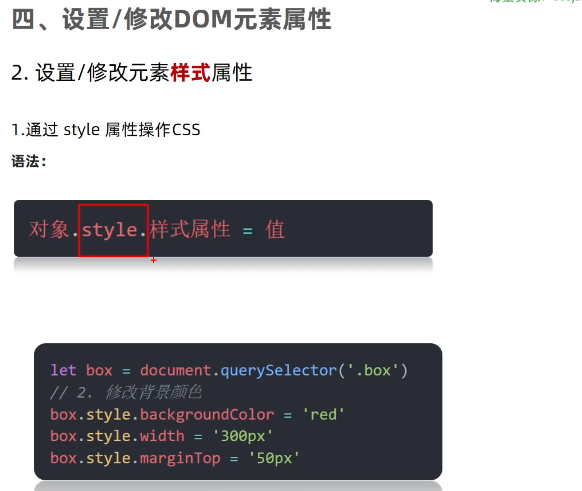 四、设置/修改DOM元素属性
2. 设置/修改元素样式属性
1.通过 style 属性操作CSS
语法：
对象.style.样式属性 = 值
let box = document.querySelector('.box')
// 2. 修改背景颜色
box.style.backgroundColor = 'red'
box.style.width = '300px'
box.style.marginTop = '50px'